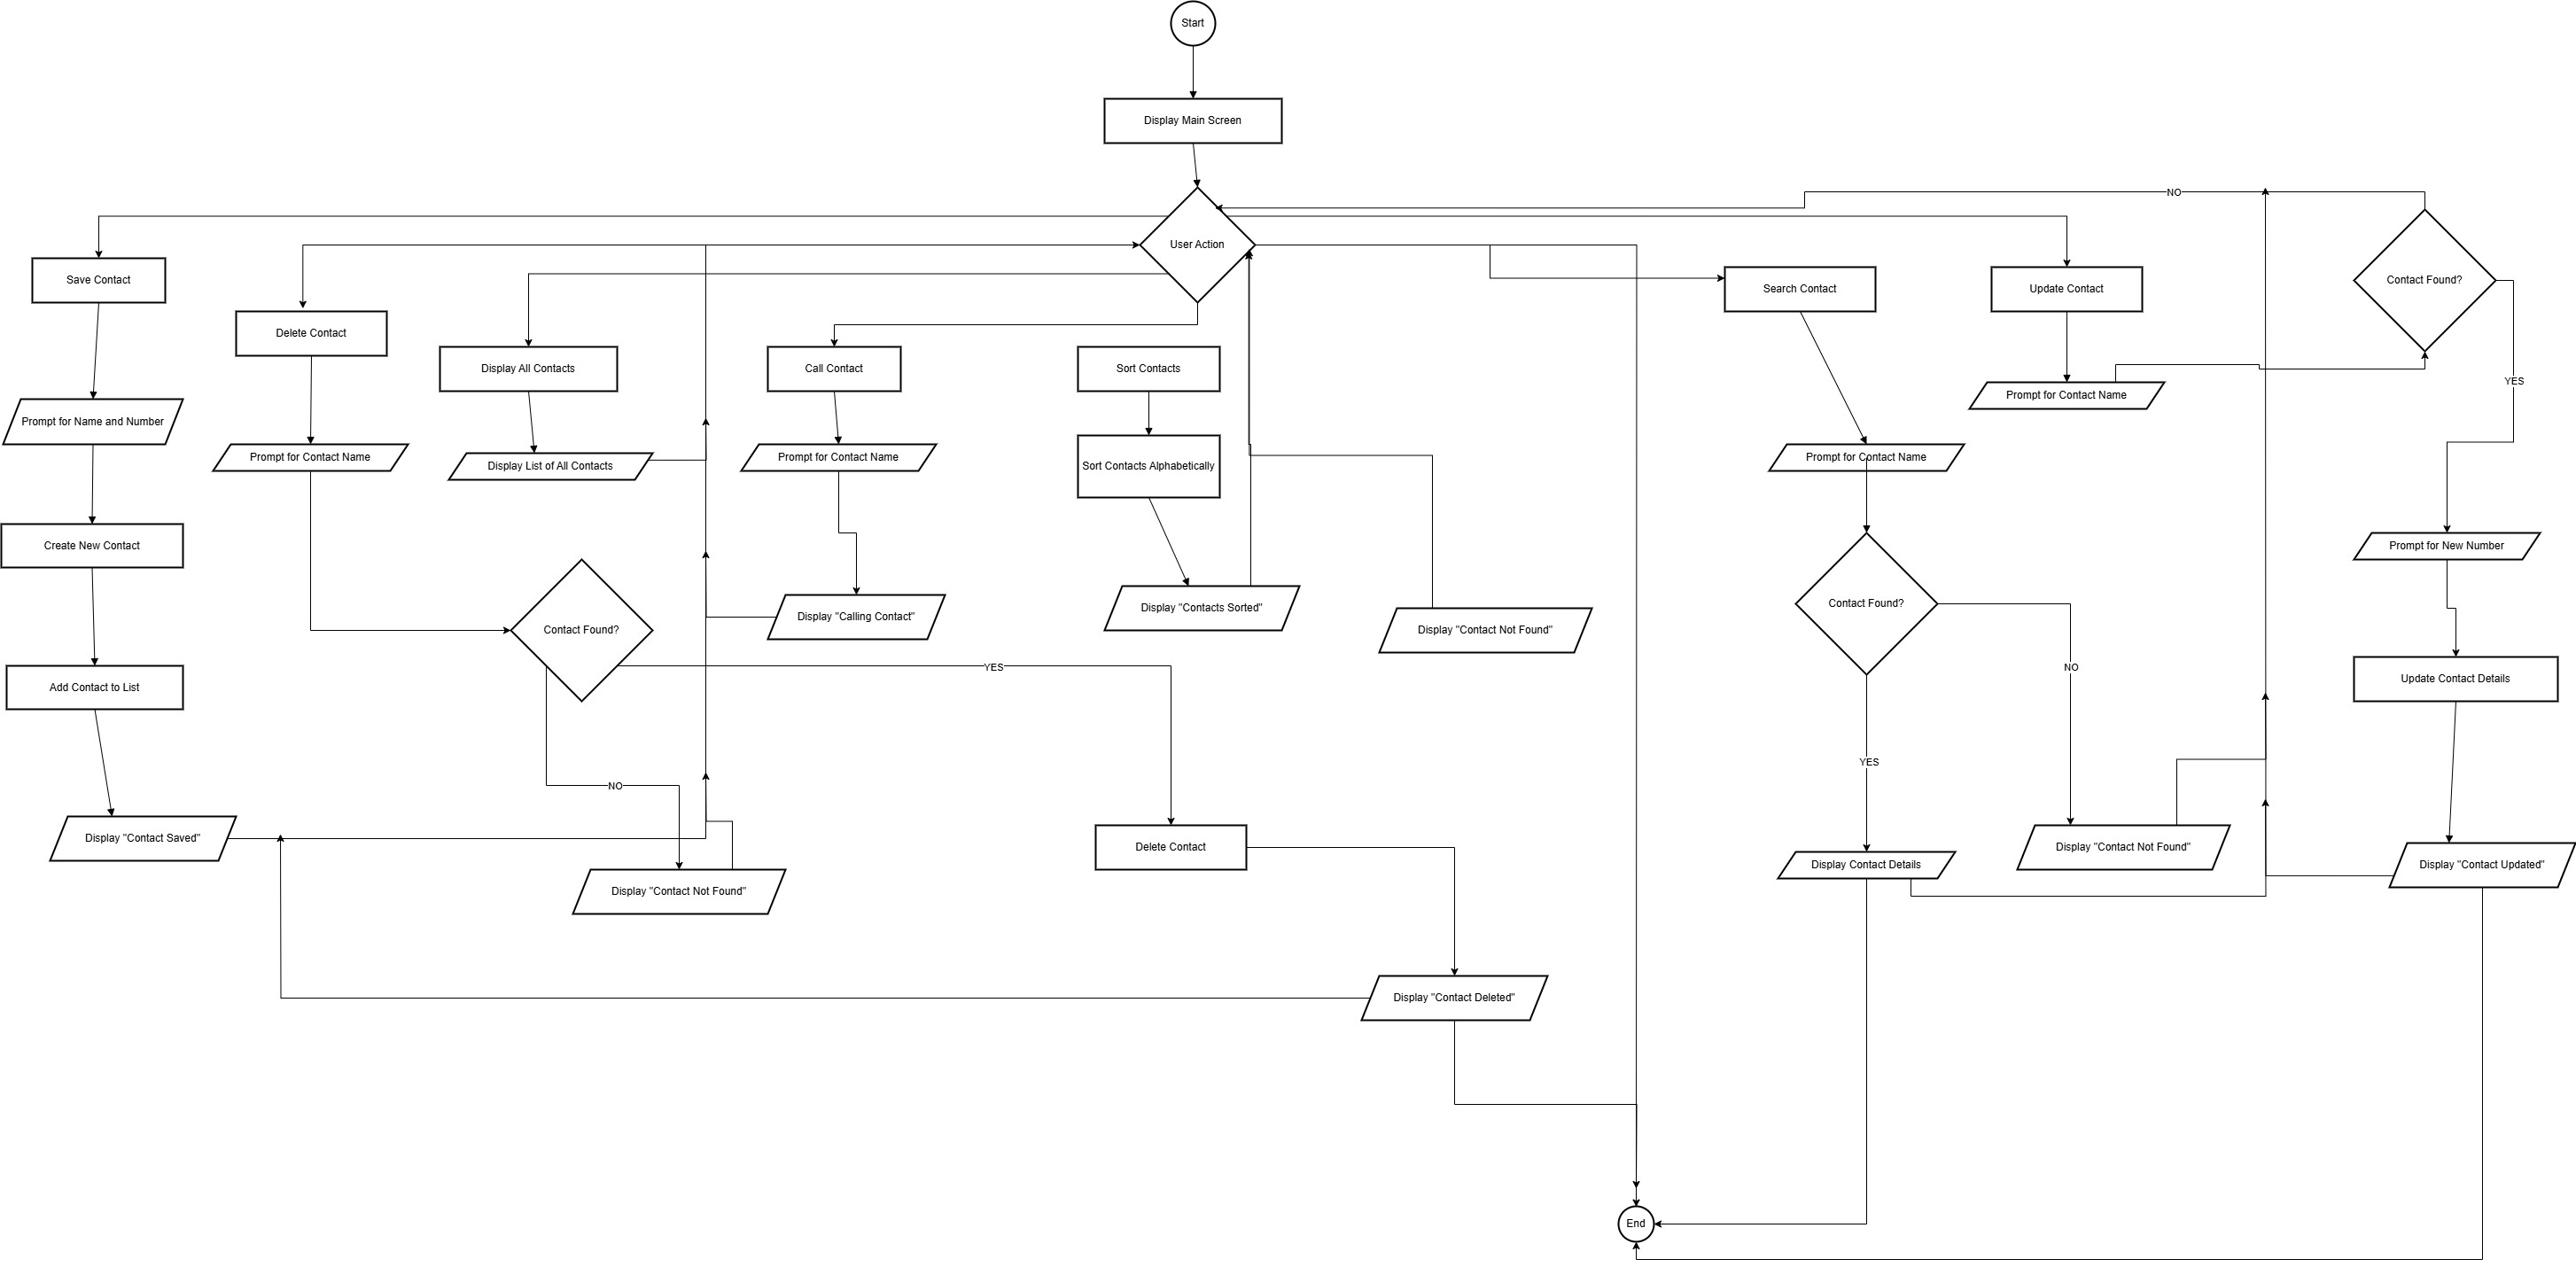 Start
Display Main Screen
NO
User Action
Save Contact
Contact Found?
Search Contact
Update Contact
Delete Contact
Display All Contacts
Call Contact
Sort Contacts
YES
Prompt for Contact Name
Prompt for Name and Number
Prompt for Contact Name
Display List of All Contacts
Prompt for Contact Name
Sort Contacts Alphabetically
Prompt for Contact Name
Create New Contact
Prompt for New Number
Contact Found?
Display "Calling Contact"
Display "Contacts Sorted"
Display "Contact Not Found"
Contact Found?
YES
NO
Add Contact to List
Update Contact Details
YES
NO
Display "Contact Saved"
Delete Contact
Display "Contact Not Found"
Display Contact Details
Display "Contact Updated"
Display "Contact Not Found"
Display "Contact Deleted"
End